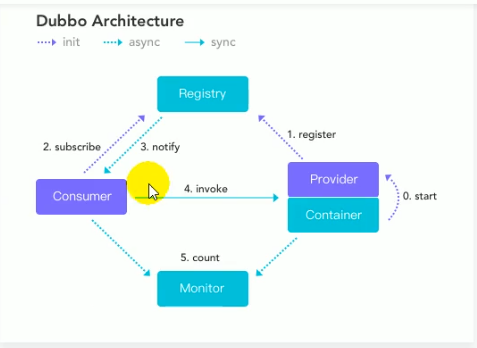 Dubbo Architecture
init async sync
Registry
1. register
2. subscribe 3. notify
Provider
Consumer
4. invoke
0. start
Container
5. count
Monitor